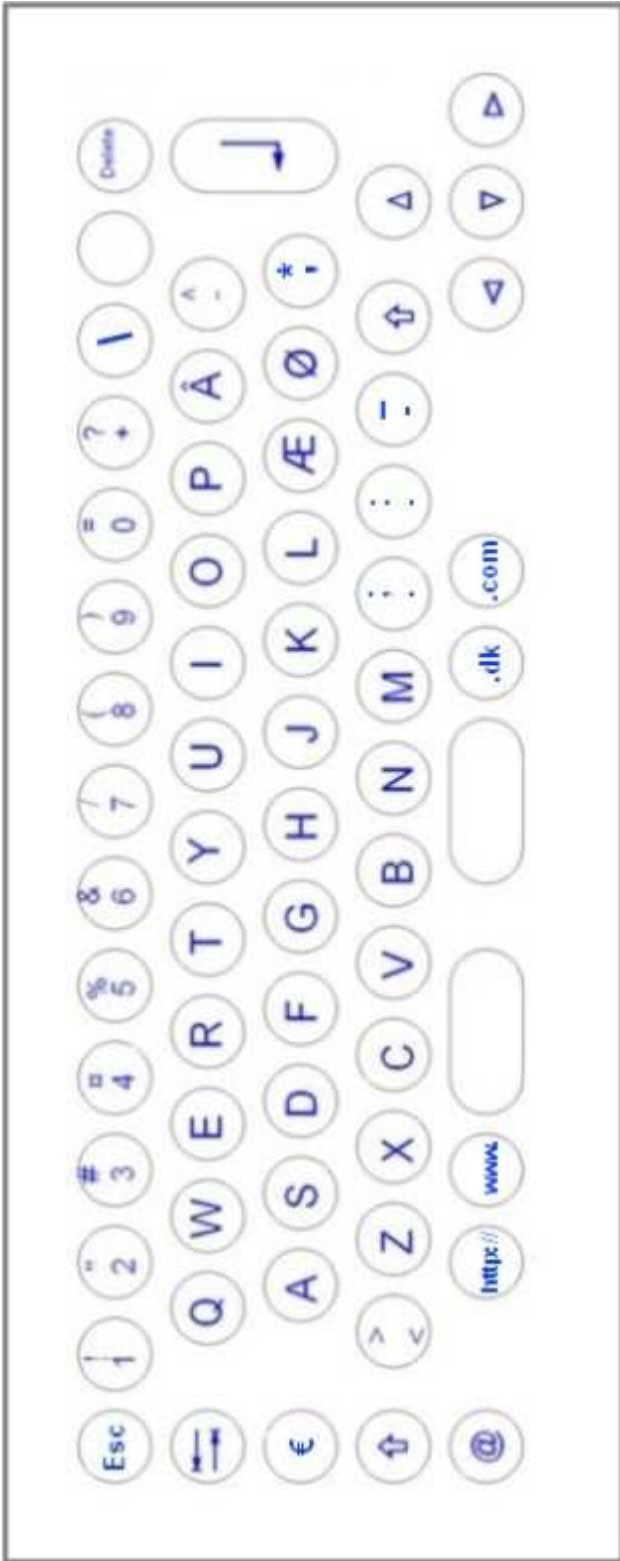 Esc ! 1 " 2 # 3 ¤ 4 % 5 & 6 / 7 ( 8 ) 9 = 0 ? + \ Delete
Q W E R T Y U I O P Â ^ -
€ A S D F G H J K L Æ Ø * '
> < Z X C V B N M ; . : . _ -
@ http:// www. .dk .com